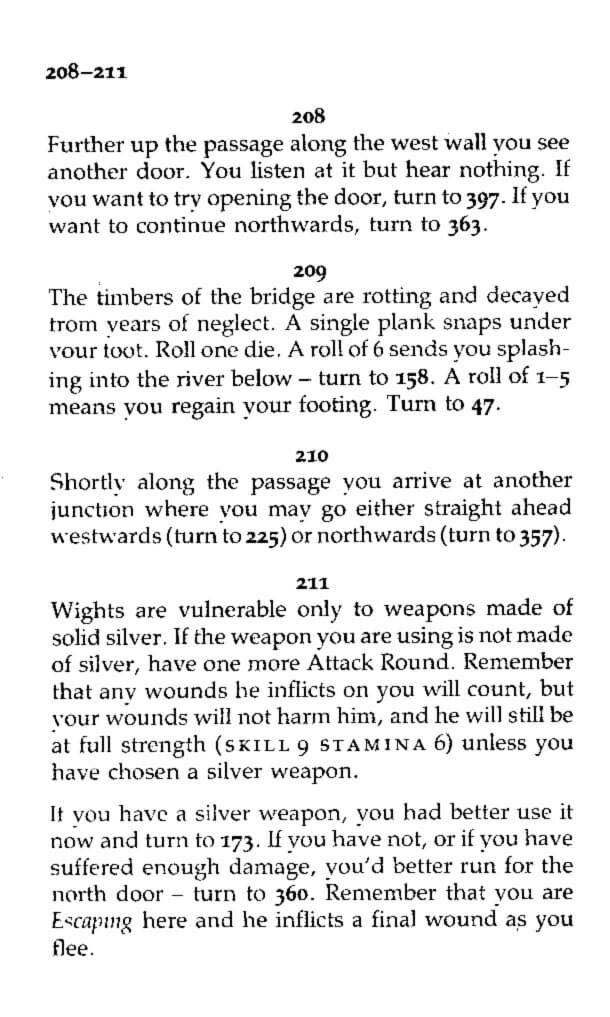 208–211
208
Further up the passage along the west wall you see
another door. You listen at it but hear nothing. If
you want to try opening the door, turn to 397. If you
want to continue northwards, turn to 363.
209
The timbers of the bridge are rotting and decayed
from years of neglect. A single plank snaps under
your foot. Roll one die. A roll of 6 sends you splash-
ing into the river below – turn to 158. A roll of 1–5
means you regain your footing. Turn to 47.
210
Shortly along the passage you arrive at another
junction where you may go either straight ahead
westwards (turn to 225) or northwards (turn to 357).
211
Wights are vulnerable only to weapons made of
solid silver. If the weapon you are using is not made
of silver, have one more Attack Round. Remember
that any wounds he inflicts on you will count, but
your wounds will not harm him, and he will still be
at full strength (SKILL 9 STAMINA 6) unless you
have chosen a silver weapon.
If you have a silver weapon, you had better use it
now and turn to 173. If you have not, or if you have
suffered enough damage, you'd better run for the
north door – turn to 360. Remember that you are
Escaping here and he inflicts a final wound as you
flee.